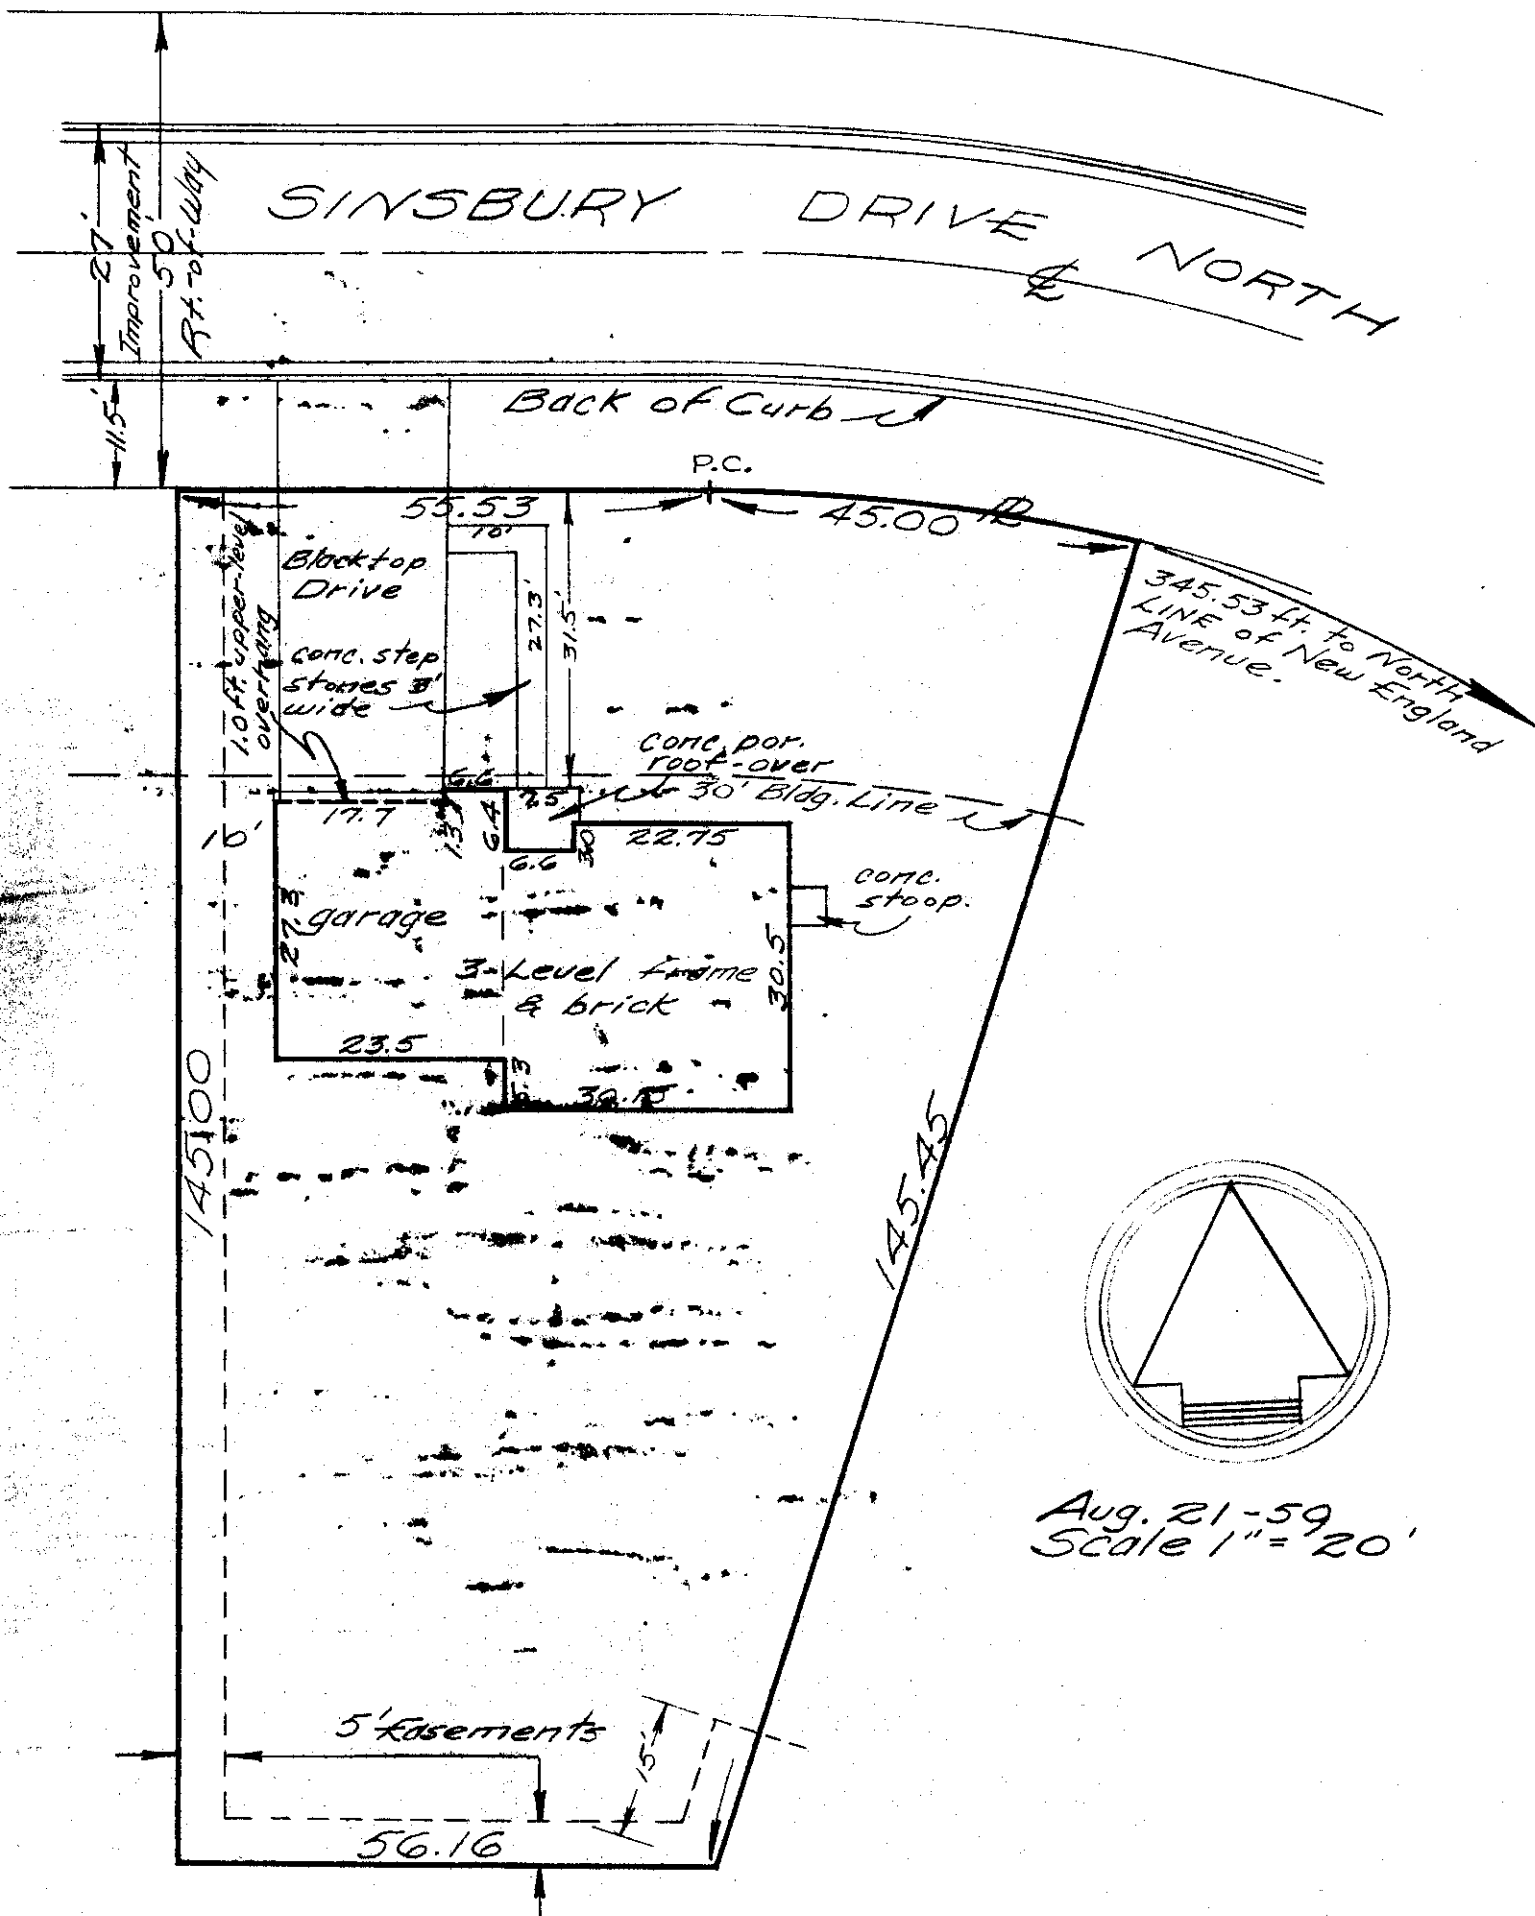 SINSBURY DRIVE NORTH
27'
Improvement
50'
Rt.-of-Way
℄
11.5'
Back of Curb
P.C.
55.53
45.00
10'
Blacktop
Drive
27.3'
31.5'
345.53 ft. to North
LINE of New England
Avenue.
1.0 ft. upper-level
overhang
conc. step
stones 3'
wide
conc. por.
roof-over
30' Bldg. Line
6.6
7.5
17.7
6.4
6.6
3.0
22.75
10'
27.3
garage
conc.
stoop.
3-Level frame
& brick
30.5
23.5
5.3
30.75
145.00
145.45
Aug. 21-59
Scale 1" = 20'
5' Easements
15'
56.16